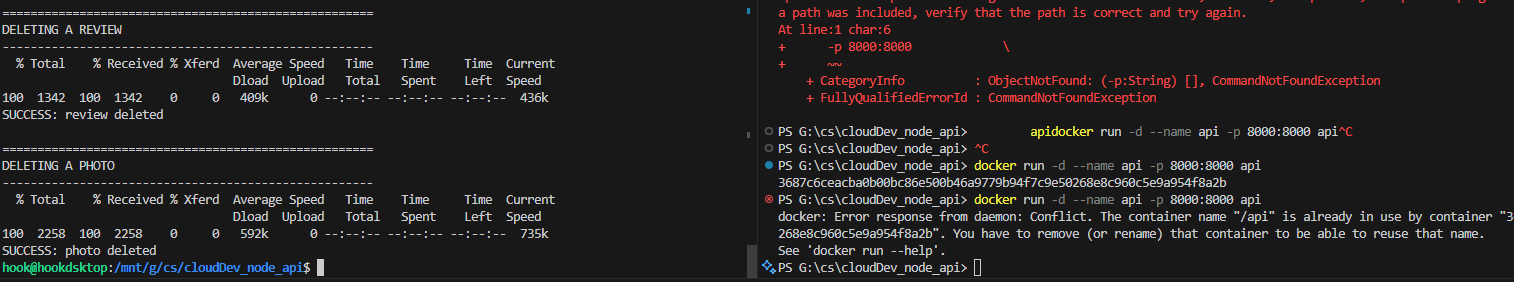 ==================================================
DELETING A REVIEW
--------------------------------------------------
% Total % Received % Xferd Average Speed Time Time Time Current
Dload Upload Total Spent Left Speed
100 1342 100 1342 0 0 409k 0 --:--:-- --:--:-- --:--:-- 436k
SUCCESS: review deleted
==================================================
DELETING A PHOTO
--------------------------------------------------
% Total % Received % Xferd Average Speed Time Time Time Current
Dload Upload Total Spent Left Speed
100 2258 100 2258 0 0 592k 0 --:--:-- --:--:-- --:--:-- 735k
SUCCESS: photo deleted
hook@hookdsktop:/mnt/g/cs/cloudDev_node_api$
a path was included, verify that the path is correct and try again.
At line:1 char:6
+ -p 8000:8000 \
+ ~~
+ CategoryInfo : ObjectNotFound: (-p:String) [], CommandNotFoundException
+ FullyQualifiedErrorId : CommandNotFoundException
PS G:\cs\cloudDev_node_api> apidocker run -d --name api -p 8000:8000 api^C
PS G:\cs\cloudDev_node_api> ^C
PS G:\cs\cloudDev_node_api> docker run -d --name api -p 8000:8000 api
3687c6ceacba0b00bc86e500b46a9779b94f7c9e50268e8c960c5e9a954f8a2b
PS G:\cs\cloudDev_node_api> docker run -d --name api -p 8000:8000 api
docker: Error response from daemon: Conflict. The container name "/api" is already in use by container "3
268e8c960c5e9a954f8a2b". You have to remove (or rename) that container to be able to reuse that name.
See 'docker run --help'.
PS G:\cs\cloudDev_node_api>